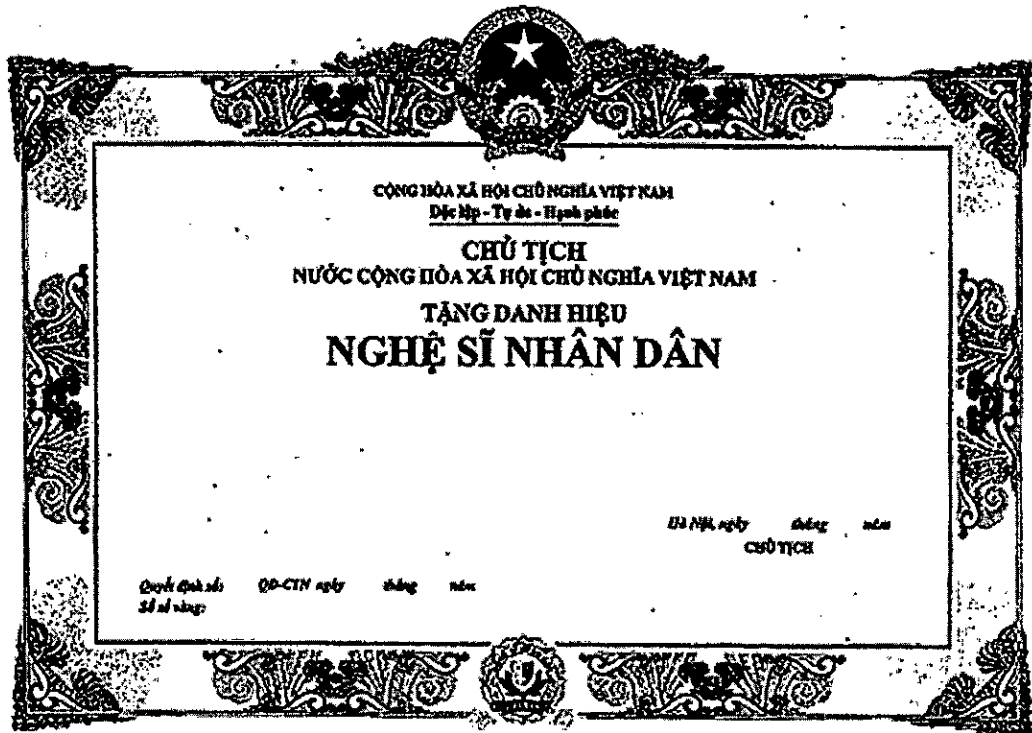 CỘNG HÒA XÃ HỘI CHỦ NGHĨA VIỆT NAM
Độc lập - Tự do - Hạnh phúc
CHỦ TỊCH
NƯỚC CỘNG HÒA XÃ HỘI CHỦ NGHĨA VIỆT NAM
TẶNG DANH HIỆU
NGHỆ SĨ NHÂN DÂN
Hà Nội, ngày tháng năm
CHỦ TỊCH
Quyết định số: QĐ-CTN ngày tháng năm
Số sổ vàng: